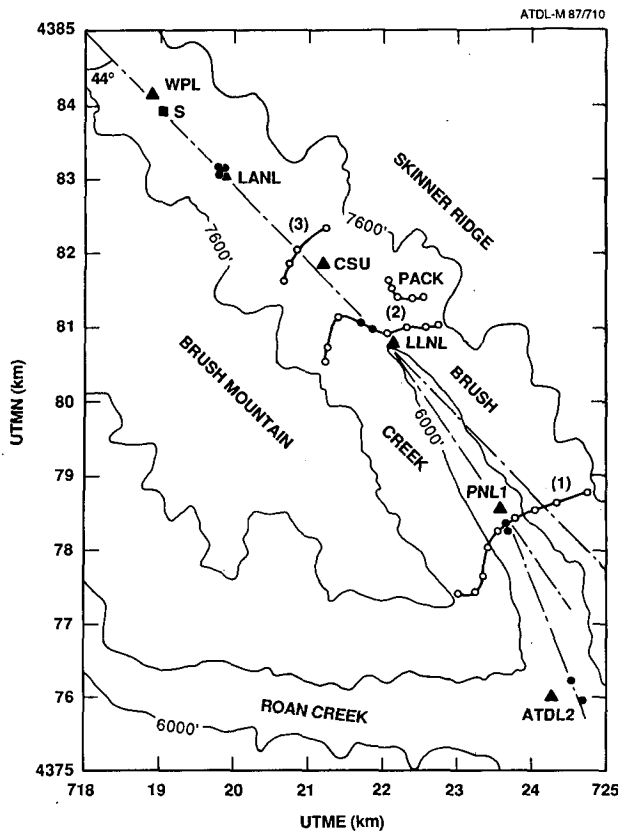 ATDL-M 87/710
4385
44°
WPL
84
S
SKINNER RIDGE
83
LANL
7600'
(3)
7600'
82
CSU
PACK
(2)
81
LLNL
BRUSH MOUNTAIN
BRUSH
UTMN (km)
80
6000'
CREEK
79
PNL1
(1)
78
77
76
ATDL2
ROAN CREEK
6000'
4375
718
19
20
21
22
23
24
725
UTME (km)